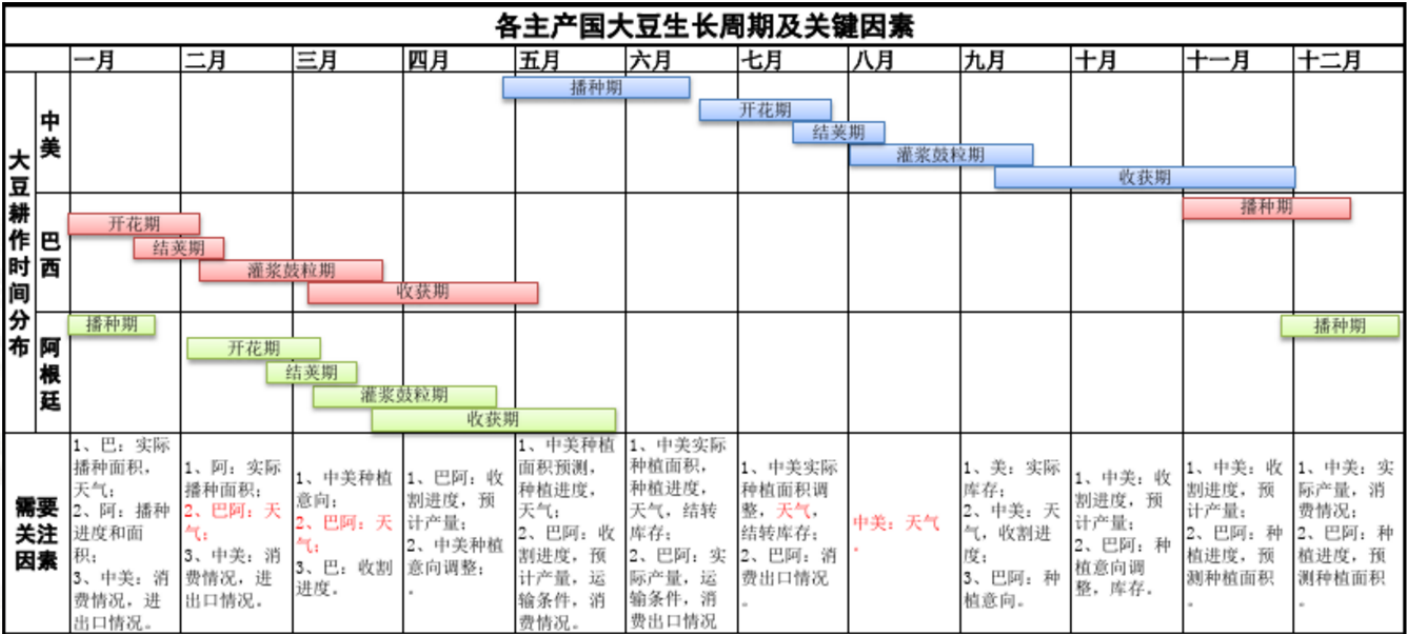 各主产国大豆生长周期及关键因素
一月 二月 三月 四月 五月 六月 七月 八月 九月 十月 十一月 十二月
大豆耕作时间分布
中美
播种期
开花期
结荚期
灌浆鼓粒期
收获期
巴西
播种期
开花期
结荚期
灌浆鼓粒期
收获期
阿根廷
播种期
播种期
开花期
结荚期
灌浆鼓粒期
收获期
需要
关注
因素
1、巴：实际
播种面积，
天气；
2、阿：播种
进度和面
积；
3、中美：消
费情况，进
出口情况。
1、阿：实际
播种面积；
2、巴阿：天
气；
3、中美：消
费情况，进
出口情况。
1、中美种植
意向；
2、巴阿：天
气；
3、巴：收割
进度。
1、巴阿：收
割进度，预
计产量；
2、中美种植
意向调整；
。
1、中美种植
面积预测，
种植进度，
天气；
2、巴阿：收
割进度，预
计产量，运
输条件，消
费情况。
1、中美实际
种植面积，
种植进度，
天气，结转
库存；
2、巴阿：实
际产量，运
输条件，消
费出口情况
1、中美实际
种植面积调
整，天气，
结转库存；
2、巴阿：消
费出口情况
中美：天气
。
1、美：实际
库存；
2、中美：天
气，收割进
度；
3、巴阿：种
植意向。
1、中美：收
割进度，预
计产量；
2、巴阿：种
植意向调
整，库存。
1、中美：收
割进度，预
计产量；
2、巴阿：种
植进度，预
测种植面积
。
1、中美：实
际产量，消
费情况；
2、巴阿：种
植进度，预
测种植面积
。